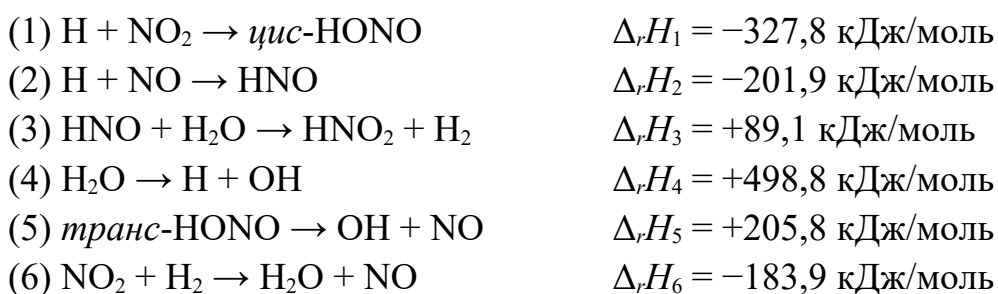 (1) H + NO₂ → цис-HONO ΔᵣH₁ = −327,8 кДж/моль
(2) H + NO → HNO ΔᵣH₂ = −201,9 кДж/моль
(3) HNO + H₂O → HNO₂ + H₂ ΔᵣH₃ = +89,1 кДж/моль
(4) H₂O → H + OH ΔᵣH₄ = +498,8 кДж/моль
(5) транс-HONO → OH + NO ΔᵣH₅ = +205,8 кДж/моль
(6) NO₂ + H₂ → H₂O + NO ΔᵣH₆ = −183,9 кДж/моль